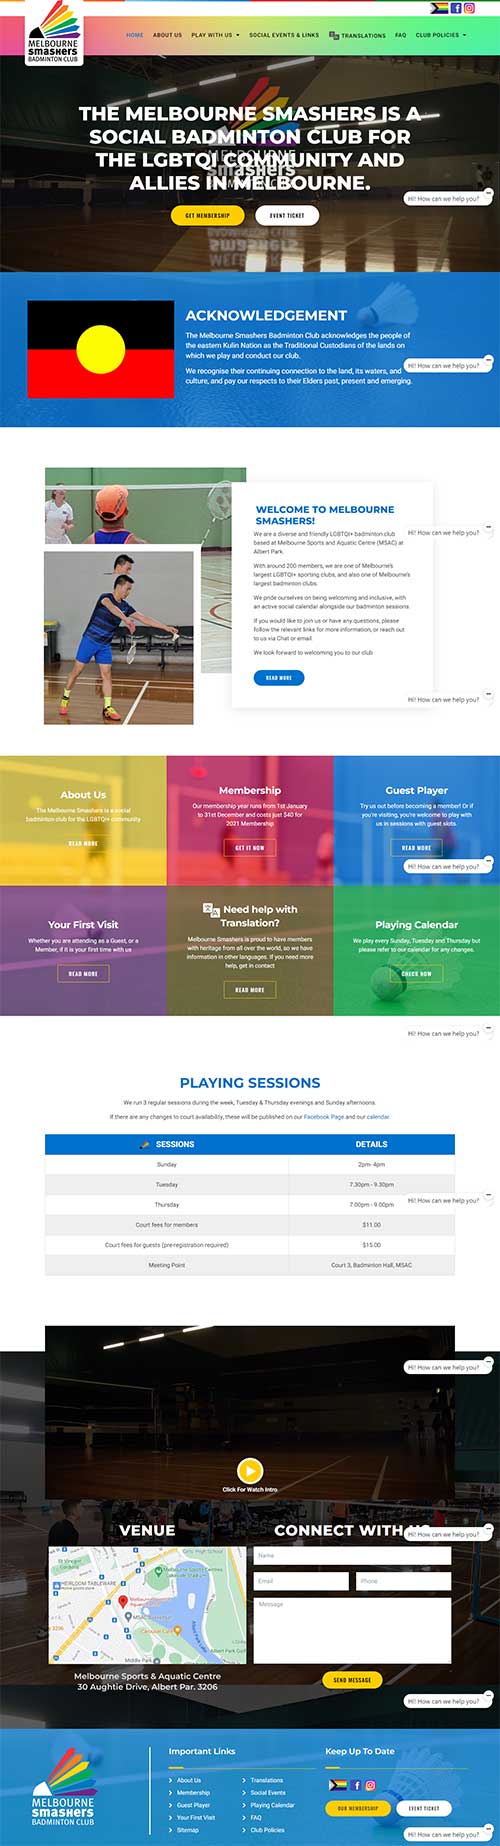 MELBOURNE
smashers
BADMINTON CLUB
HOME ABOUT US PLAY WITH US SOCIAL EVENTS & LINKS TRANSLATIONS FAQ CLUB POLICIES
THE MELBOURNE SMASHERS IS A
SOCIAL BADMINTON CLUB FOR
THE LGBTQI COMMUNITY AND
ALLIES IN MELBOURNE.
Hi! How can we help you?
GET MEMBERSHIP EVENT TICKET
smashers
MELBOURNE
ACKNOWLEDGEMENT
The Melbourne Smashers Badminton Club acknowledges the people of
the eastern Kulin Nation as the Traditional Custodians of the lands on
which we play and conduct our club.
Hi! How can we help you?
We recognise their continuing connection to the land, its waters, and
culture, and pay our respects to their Elders past, present and emerging.
WELCOME TO MELBOURNE
SMASHERS!
We are a diverse and friendly LGBTQI+ badminton club
Hi! How can we help you?
based at Melbourne Sports and Aquatic Centre (MSAC) at
Albert Park.
With around 200 members, we are one of Melbourne's
largest LGBTQI+ sporting clubs, and also one of Melbourne's
largest badminton clubs.
We pride ourselves on being welcoming and inclusive, with
an active social calendar alongside our badminton sessions.
If you would like to join us or have any questions, please
follow the relevant links for more information, or reach out
to us via Chat or email
We look forward to welcoming you to our club
READ MORE
Hi! How can we help you?
About Us
The Melbourne Smashers is a social
badminton club for the LGBTQI+ community
READ MORE
Membership
Our membership year runs from 1st January
to 31st December and costs just $40 for
2021 Membership
GET IT NOW
Guest Player
Try us out before becoming a member! Or if
you're visiting, you're welcome to play with
us in sessions with guest slots.
READ MORE
Hi! How can we help you?
Your First Visit
Whether you are attending as a Guest, or a
Member, if it is your first time with us
READ MORE
Need help with
Translation?
Melbourne Smashers is proud to have members
with heritage from all over the world, so we have
information in other languages. If you need more
help, get in contact
READ MORE
Playing Calendar
We play every Sunday, Tuesday and Thursday but
please refer to our calendar for any changes.
CHECK NOW
Hi! How can we help you?
PLAYING SESSIONS
We run 3 regular sessions during the week, Tuesday & Thursday evenings and Sunday afternoons.
If there are any changes to court availability, these will be published on our Facebook Page and our calendar
SESSIONS DETAILS
Sunday 2pm- 4pm
Tuesday 7.30pm - 9.30pm
Thursday 7.00pm - 9.00pm
Hi! How can we help you?
Court fees for members $11.00
Court fees for guests (pre-registration required) $15.00
Meeting Point Court 3, Badminton Hall, MSAC
Hi! How can we help you?
Click For Watch Intro
VENUE
CONNECT WITH
Hi! How can we help you?
Name
Email Phone
Message
Girls' High School
St Vincent
Gardens
Melbourne Sports Centres
Lakeside Stadium
HEIRLOOM TABLEWARE
MSAC Basketball
Carousel Cafe
Middle Park
Albert Park Lake
Melbourne Sports & Aquatic Centre
30 Aughtie Drive, Albert Par. 3206
SEND MESSAGE
Hi! How can we help you?
MELBOURNE
smashers
BADMINTON CLUB
Important Links
About Us Translations
Membership Social Events
Guest Player Playing Calendar
Your First Visit FAQ
Sitemap Club Policies
Keep Up To Date
OUR MEMBERSHIP EVENT TICKET
Hi! How can we help you?